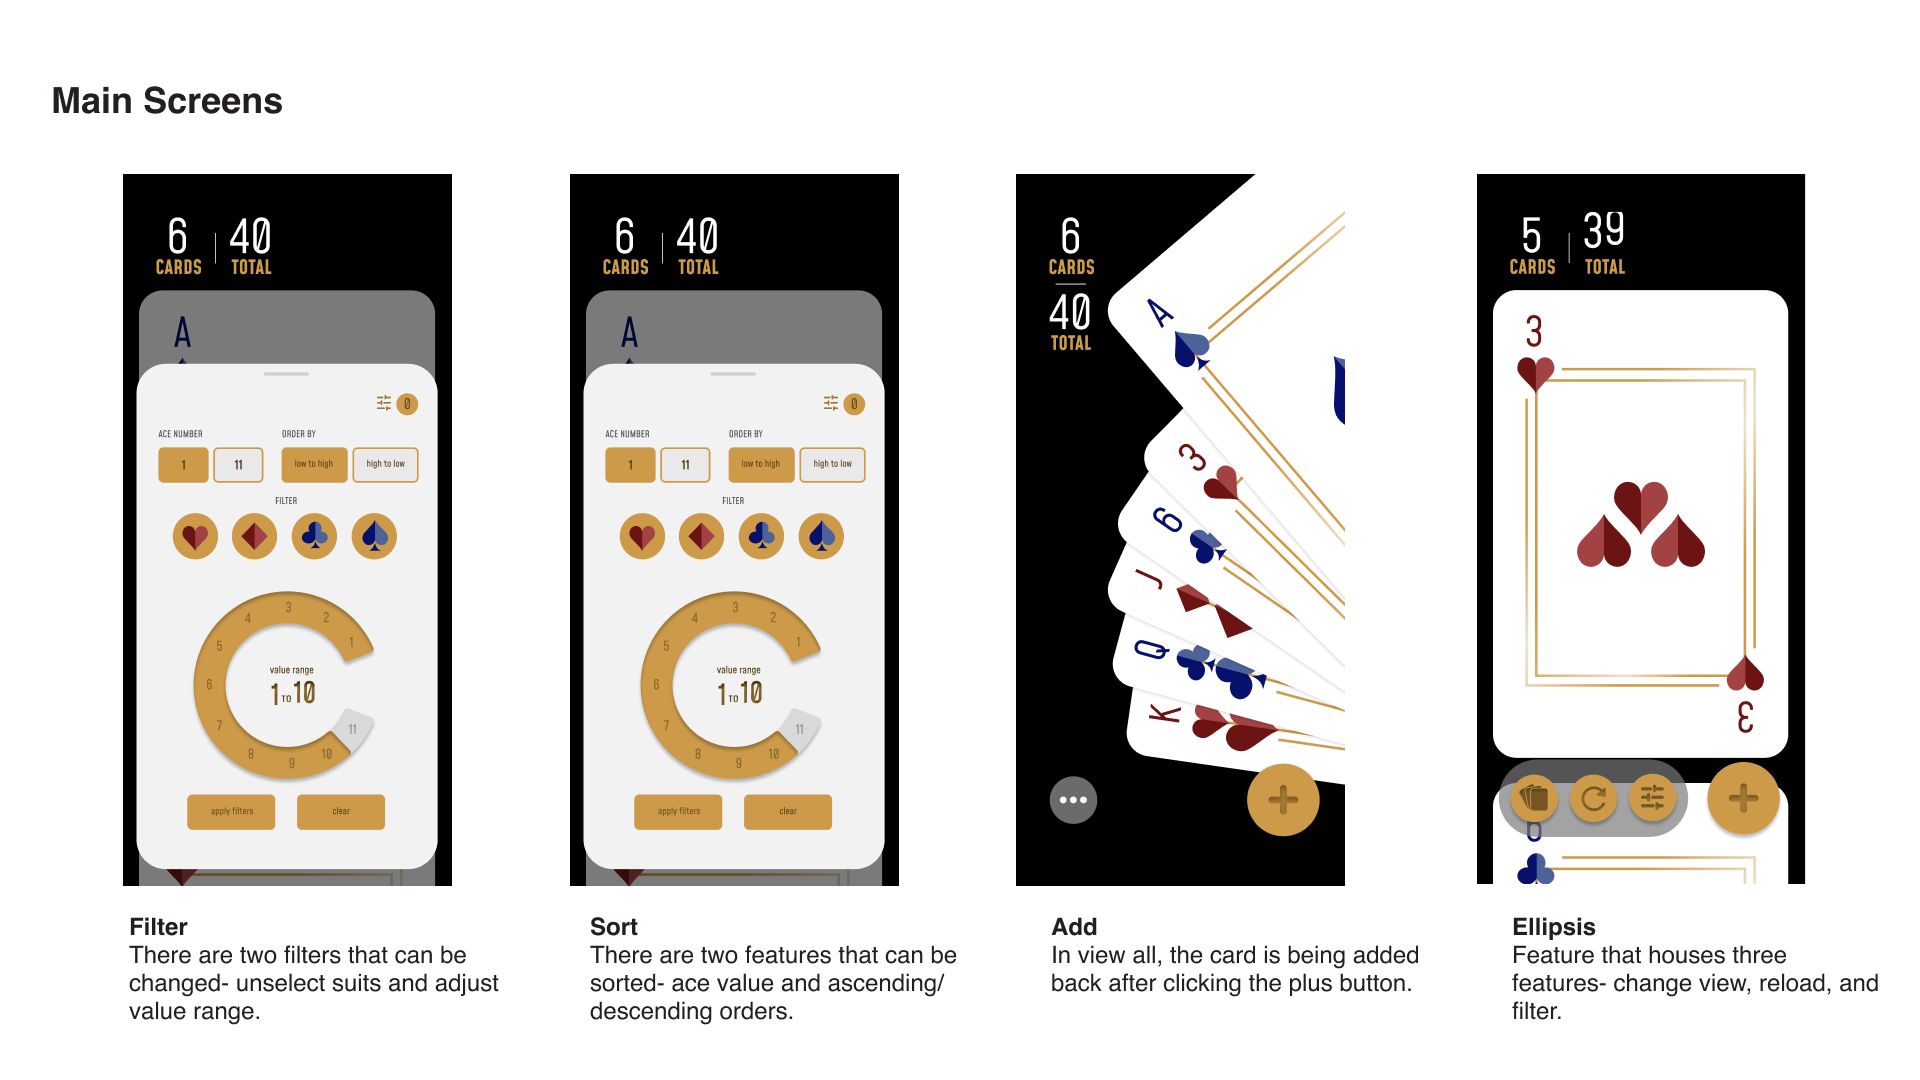 Main Screens
6 40
CARDS TOTAL
A
0
ACE NUMBER ORDER BY
1 11 low to high high to low
FILTER
1 2 3 4 5 6 7 8 9 10 11
value range
1 TO 10
apply filters clear
Filter
There are two filters that can be
changed- unselect suits and adjust
value range.
6 40
CARDS TOTAL
A
0
ACE NUMBER ORDER BY
1 11 low to high high to low
FILTER
1 2 3 4 5 6 7 8 9 10 11
value range
1 TO 10
apply filters clear
Sort
There are two features that can be
sorted- ace value and ascending/
descending orders.
6
CARDS
40
TOTAL
A
3
6
J
Q
K
Add
In view all, the card is being added
back after clicking the plus button.
5 39
CARDS TOTAL
3
3
6
Ellipsis
Feature that houses three
features- change view, reload, and
filter.